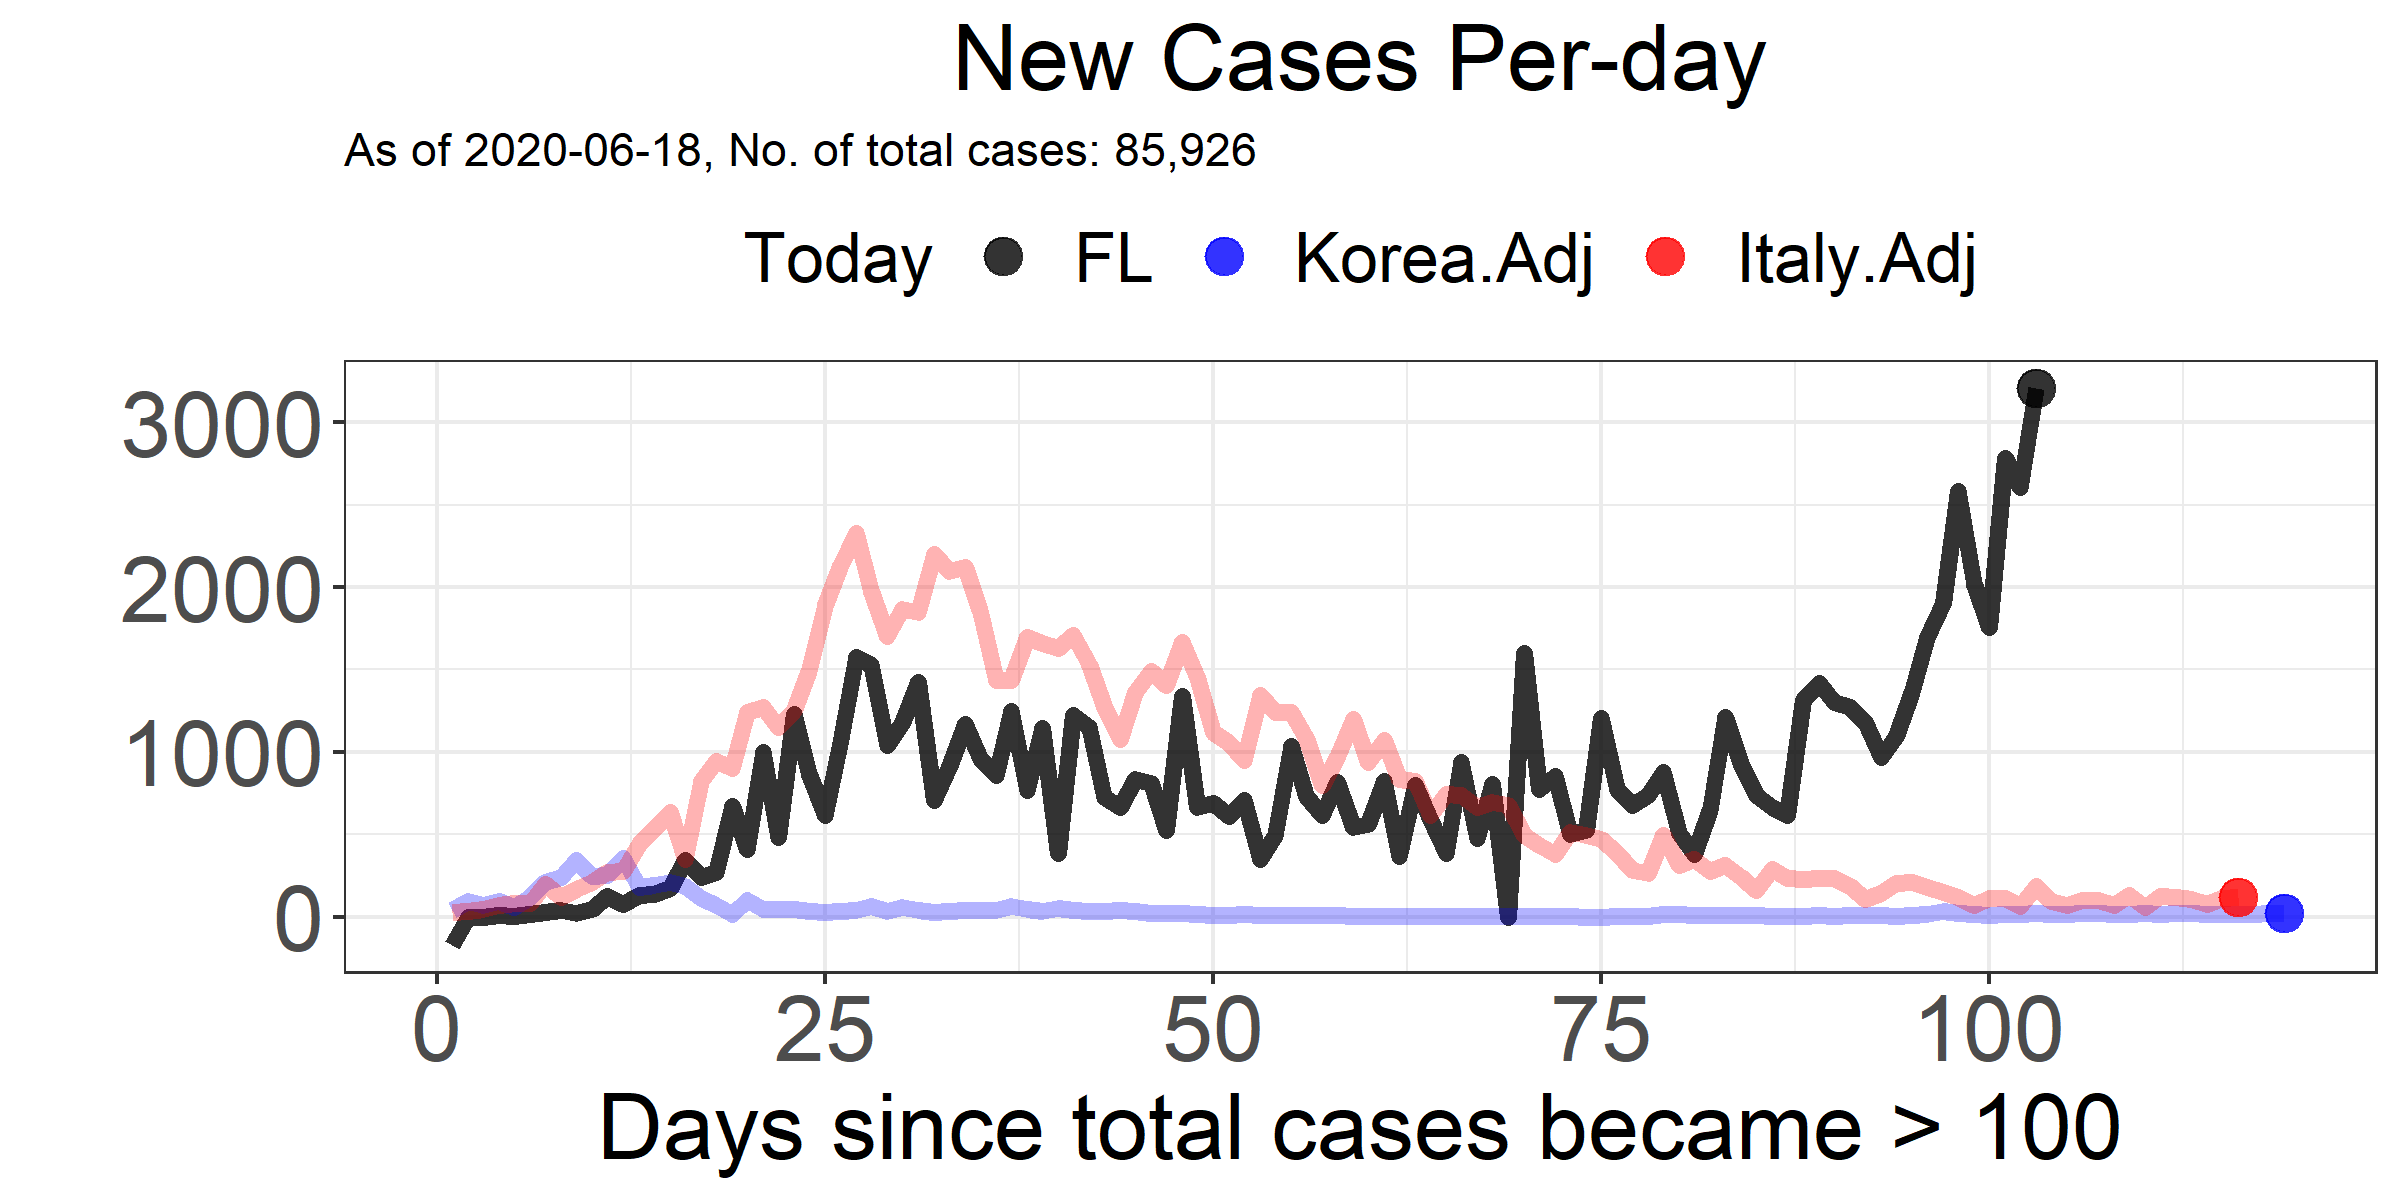 New Cases Per-day
As of 2020-06-18, No. of total cases: 85,926
Today FL Korea.Adj Italy.Adj
3000
2000
1000
0
0 25 50 75 100
Days since total cases became > 100